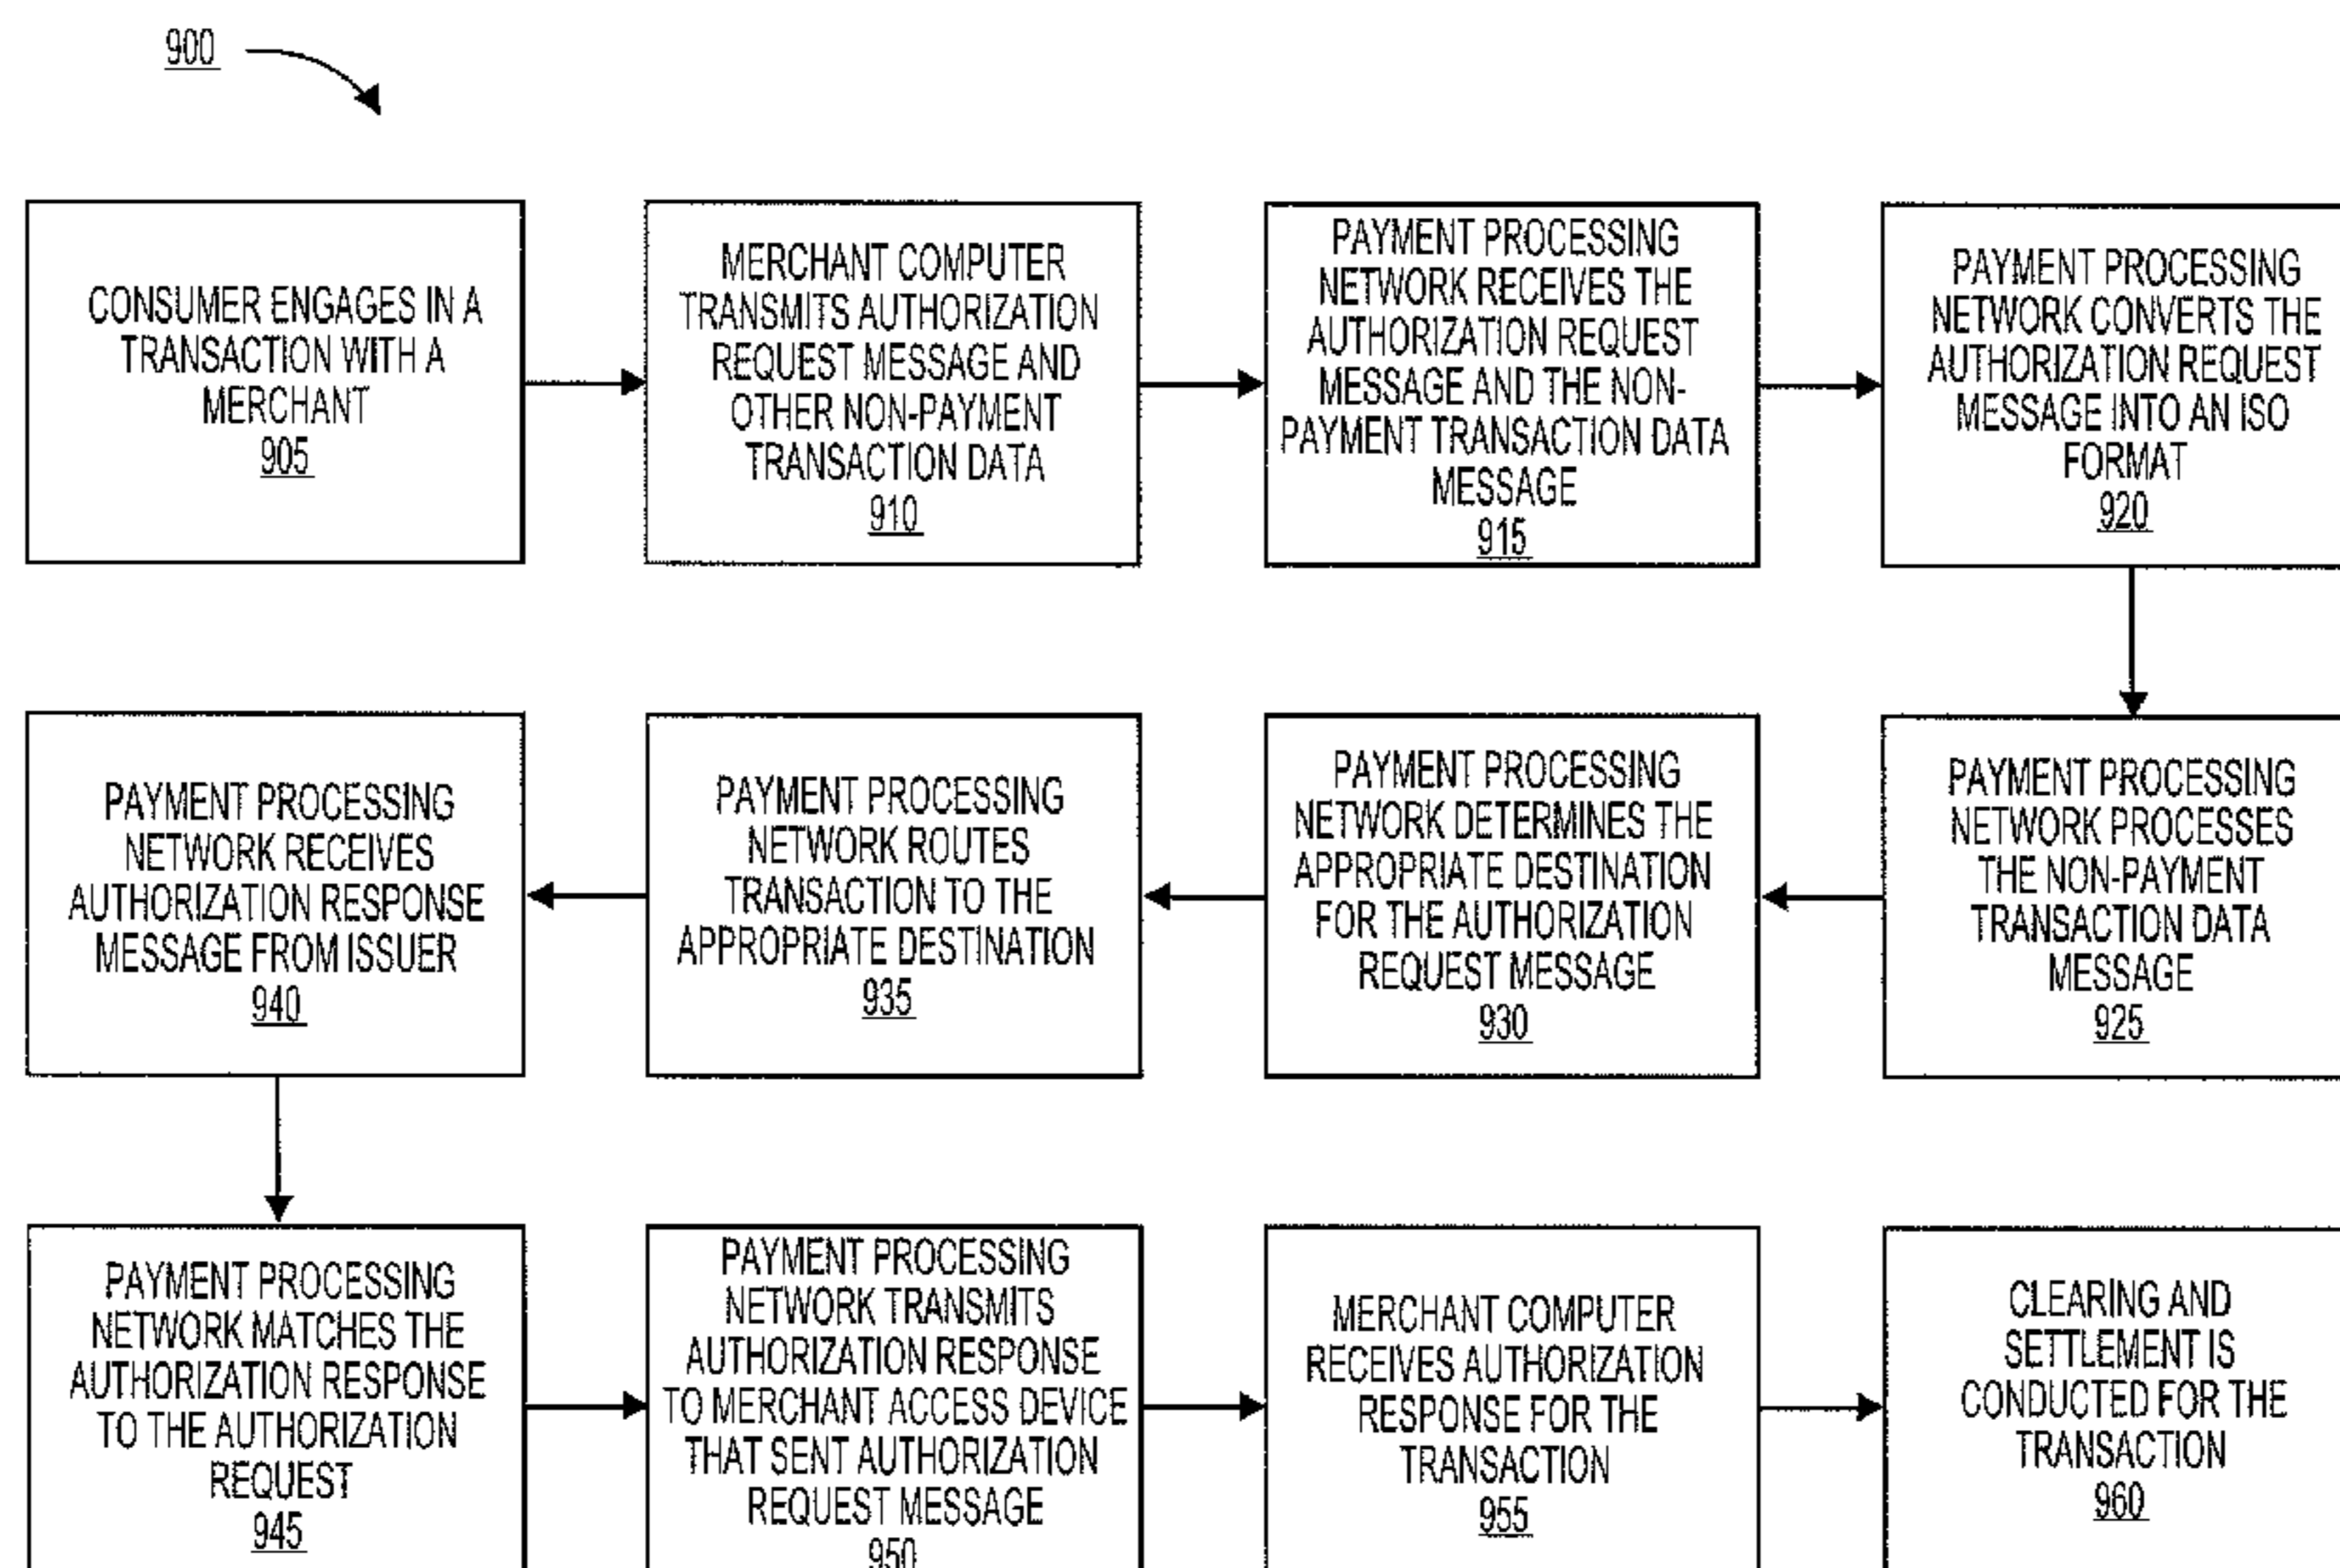 900
CONSUMER ENGAGES IN A
TRANSACTION WITH A
MERCHANT
905
MERCHANT COMPUTER
TRANSMITS AUTHORIZATION
REQUEST MESSAGE AND
OTHER NON-PAYMENT
TRANSACTION DATA
910
PAYMENT PROCESSING
NETWORK RECEIVES THE
AUTHORIZATION REQUEST
MESSAGE AND THE NON-
PAYMENT TRANSACTION DATA
MESSAGE
915
PAYMENT PROCESSING
NETWORK CONVERTS THE
AUTHORIZATION REQUEST
MESSAGE INTO AN ISO
FORMAT
920
PAYMENT PROCESSING
NETWORK PROCESSES
THE NON-PAYMENT
TRANSACTION DATA
MESSAGE
925
PAYMENT PROCESSING
NETWORK DETERMINES THE
APPROPRIATE DESTINATION
FOR THE AUTHORIZATION
REQUEST MESSAGE
930
PAYMENT PROCESSING
NETWORK ROUTES
TRANSACTION TO THE
APPROPRIATE DESTINATION
935
PAYMENT PROCESSING
NETWORK RECEIVES
AUTHORIZATION RESPONSE
MESSAGE FROM ISSUER
940
PAYMENT PROCESSING
NETWORK MATCHES THE
AUTHORIZATION RESPONSE
TO THE AUTHORIZATION
REQUEST
945
PAYMENT PROCESSING
NETWORK TRANSMITS
AUTHORIZATION RESPONSE
TO MERCHANT ACCESS DEVICE
THAT SENT AUTHORIZATION
REQUEST MESSAGE
950
MERCHANT COMPUTER
RECEIVES AUTHORIZATION
RESPONSE FOR THE
TRANSACTION
955
CLEARING AND
SETTLEMENT IS
CONDUCTED FOR THE
TRANSACTION
960